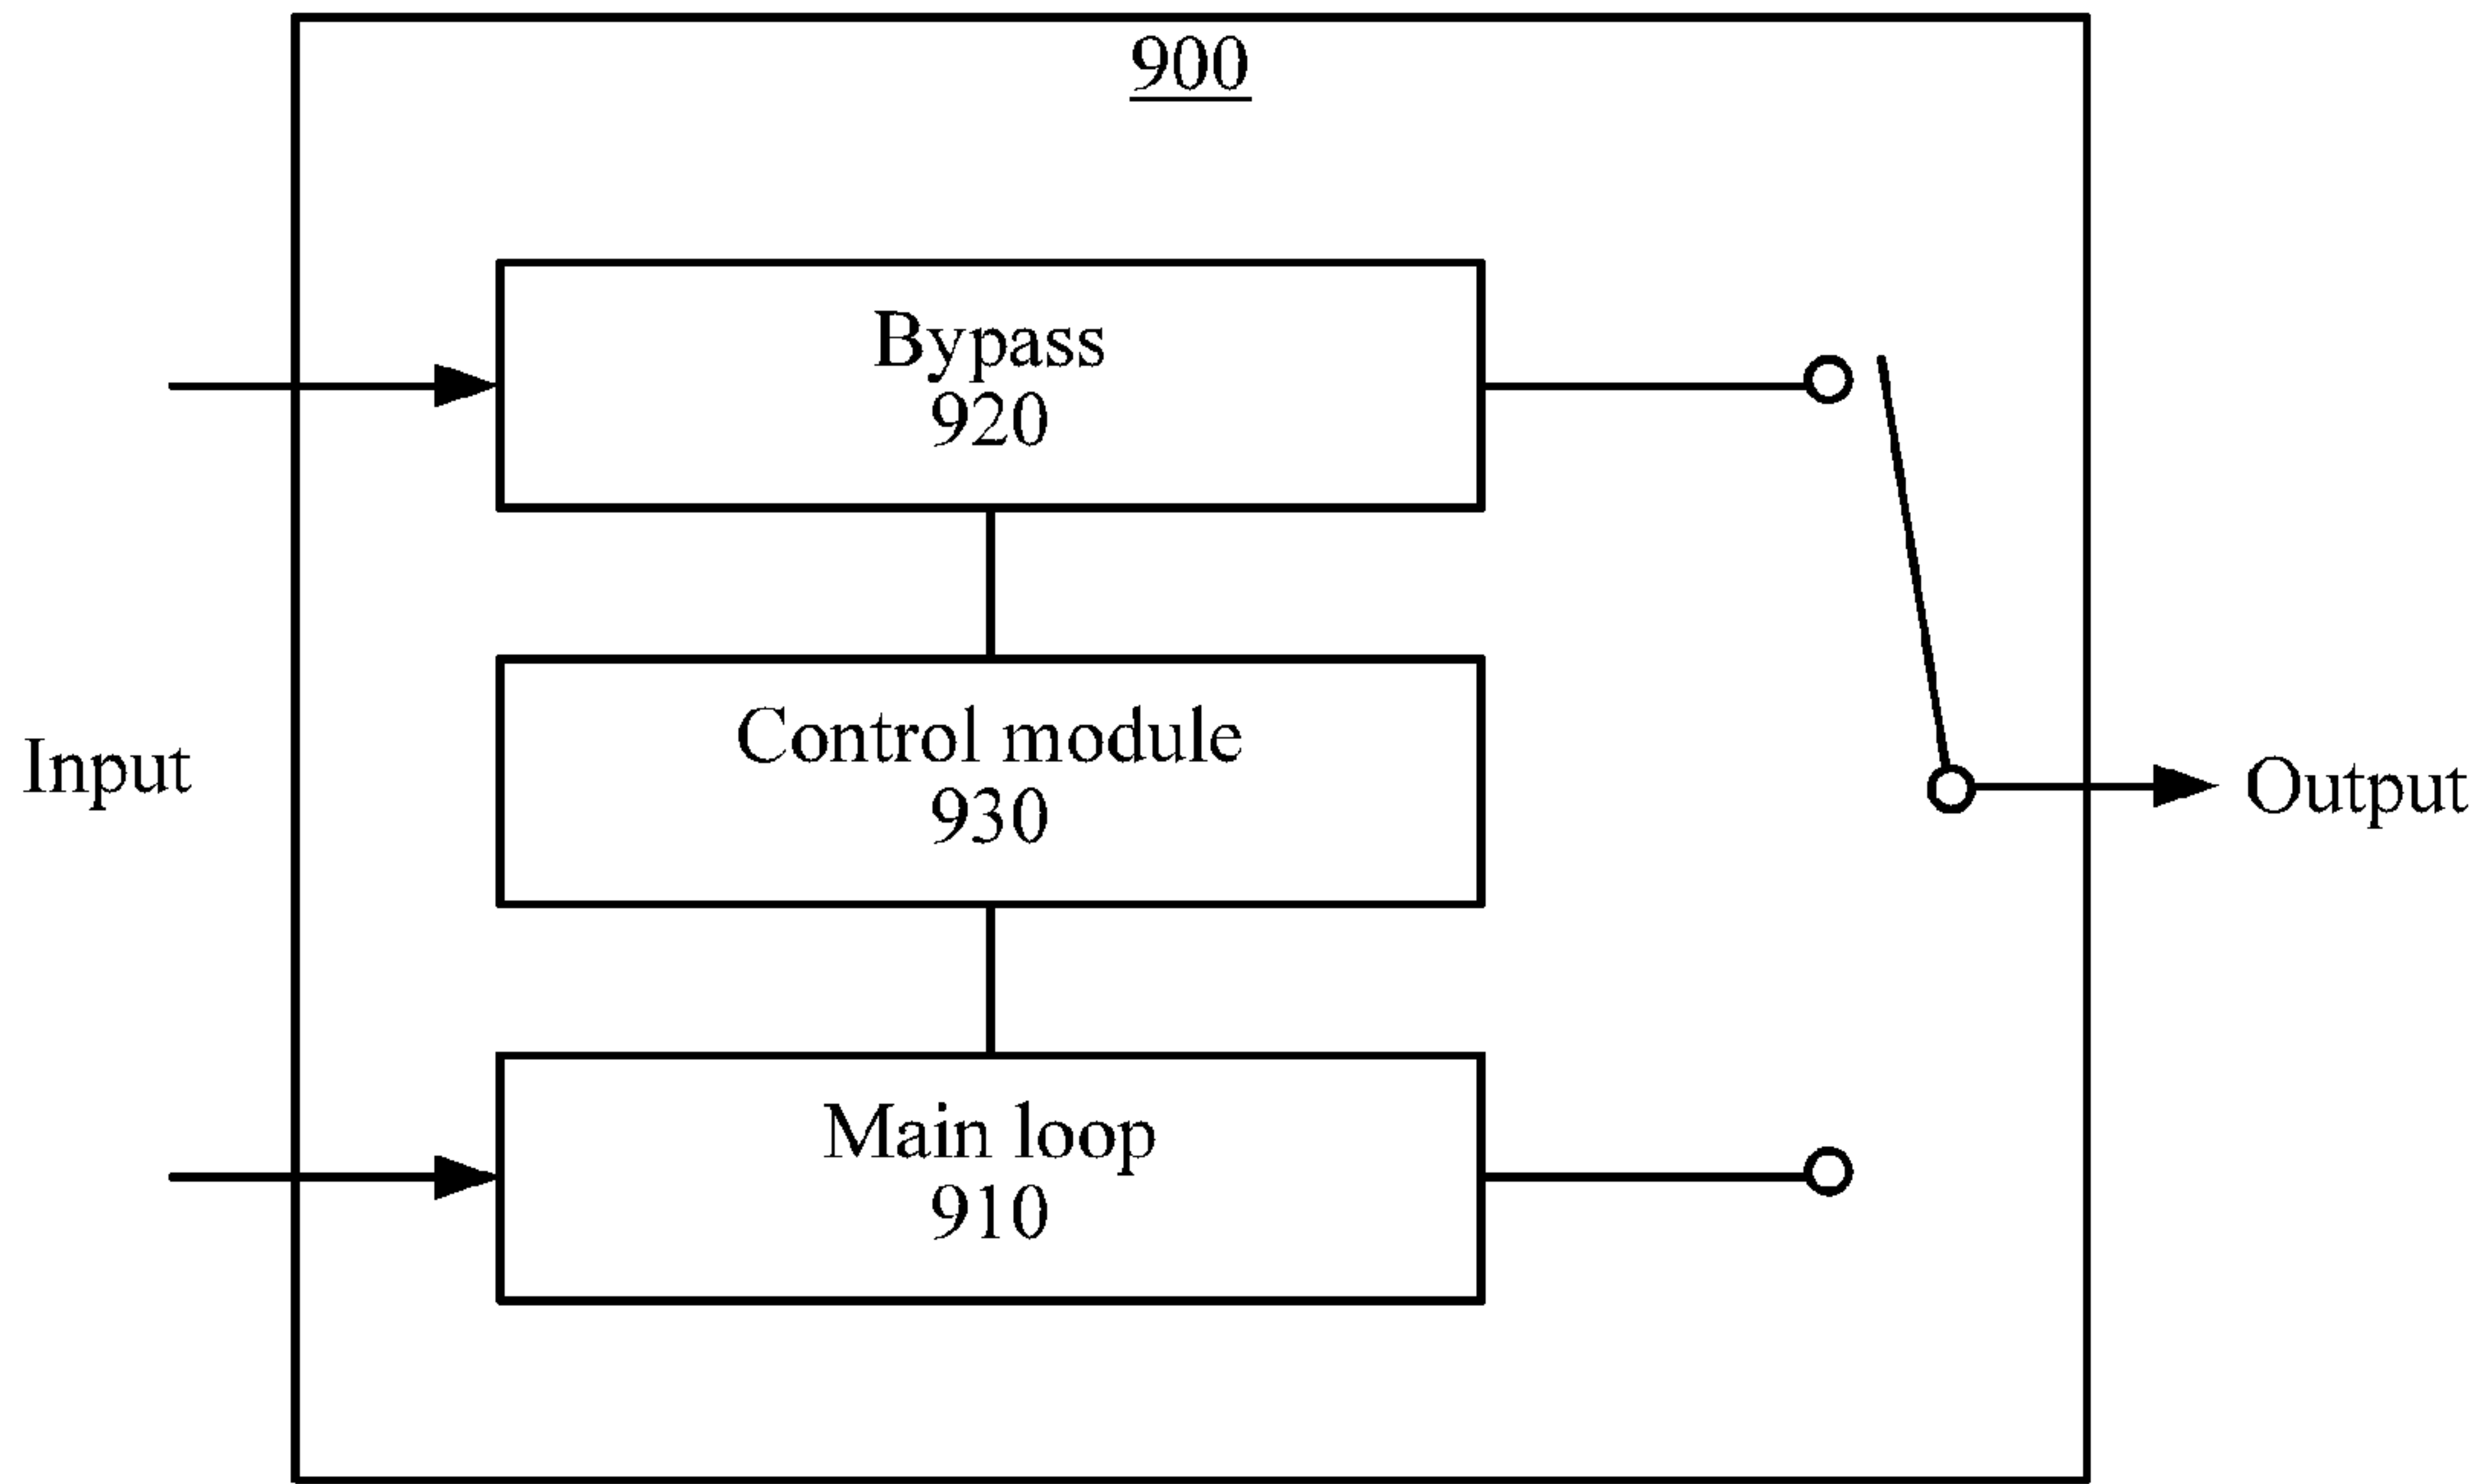 900
Bypass
920
Control module
930
Input
Output
Main loop
910